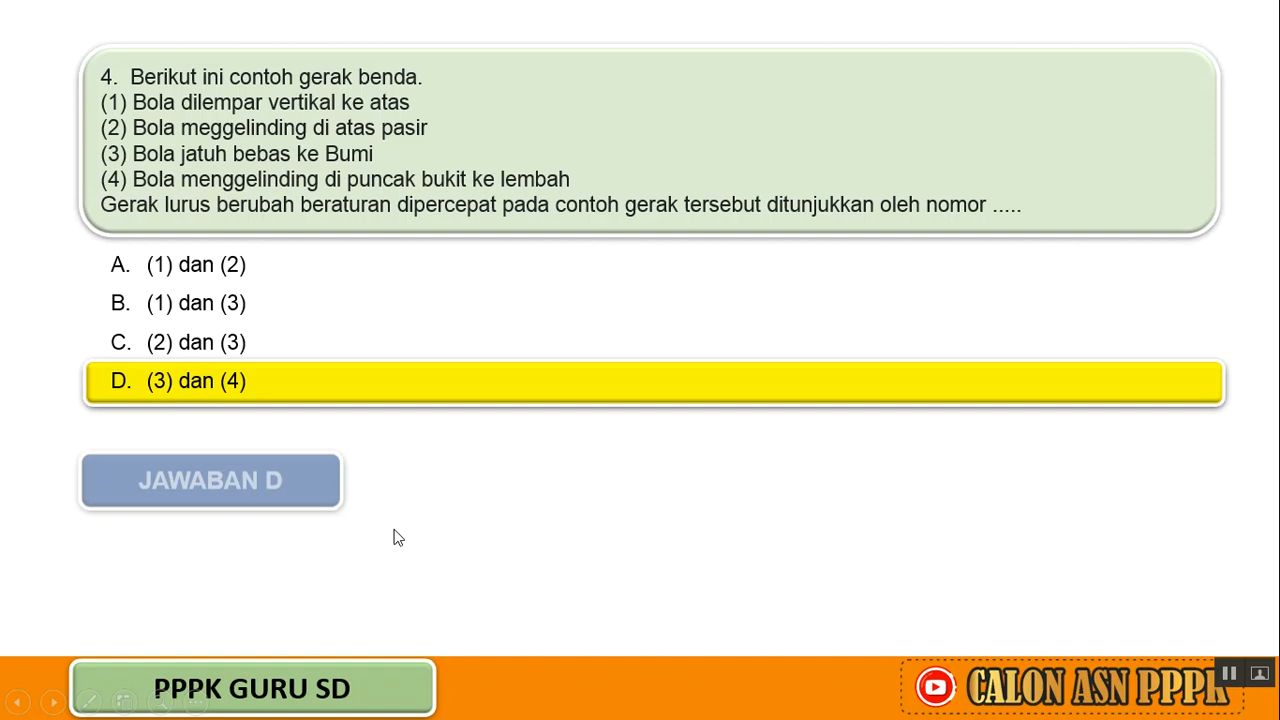 4. Berikut ini contoh gerak benda.
(1) Bola dilempar vertikal ke atas
(2) Bola meggelinding di atas pasir
(3) Bola jatuh bebas ke Bumi
(4) Bola menggelinding di puncak bukit ke lembah
Gerak lurus berubah beraturan dipercepat pada contoh gerak tersebut ditunjukkan oleh nomor .....
A. (1) dan (2)
B. (1) dan (3)
C. (2) dan (3)
D. (3) dan (4)
JAWABAN D
PPPK GURU SD
CALON ASN PPPK